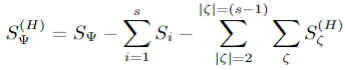 $S_{\Psi}^{(H)} = S_{\Psi} - \sum_{i=1}^{s} S_i - \sum_{|\zeta|=2}^{|\zeta|=(s-1)} \sum_{\zeta} S_{\zeta}^{(H)}$